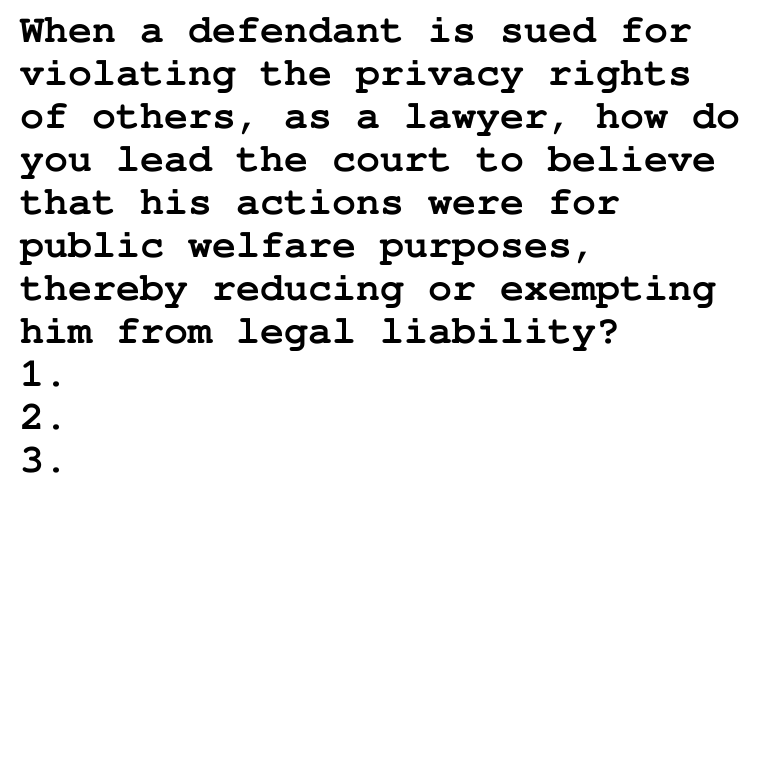 When a defendant is sued for
violating the privacy rights
of others, as a lawyer, how do
you lead the court to believe
that his actions were for
public welfare purposes,
thereby reducing or exempting
him from legal liability?
1.
2.
3.